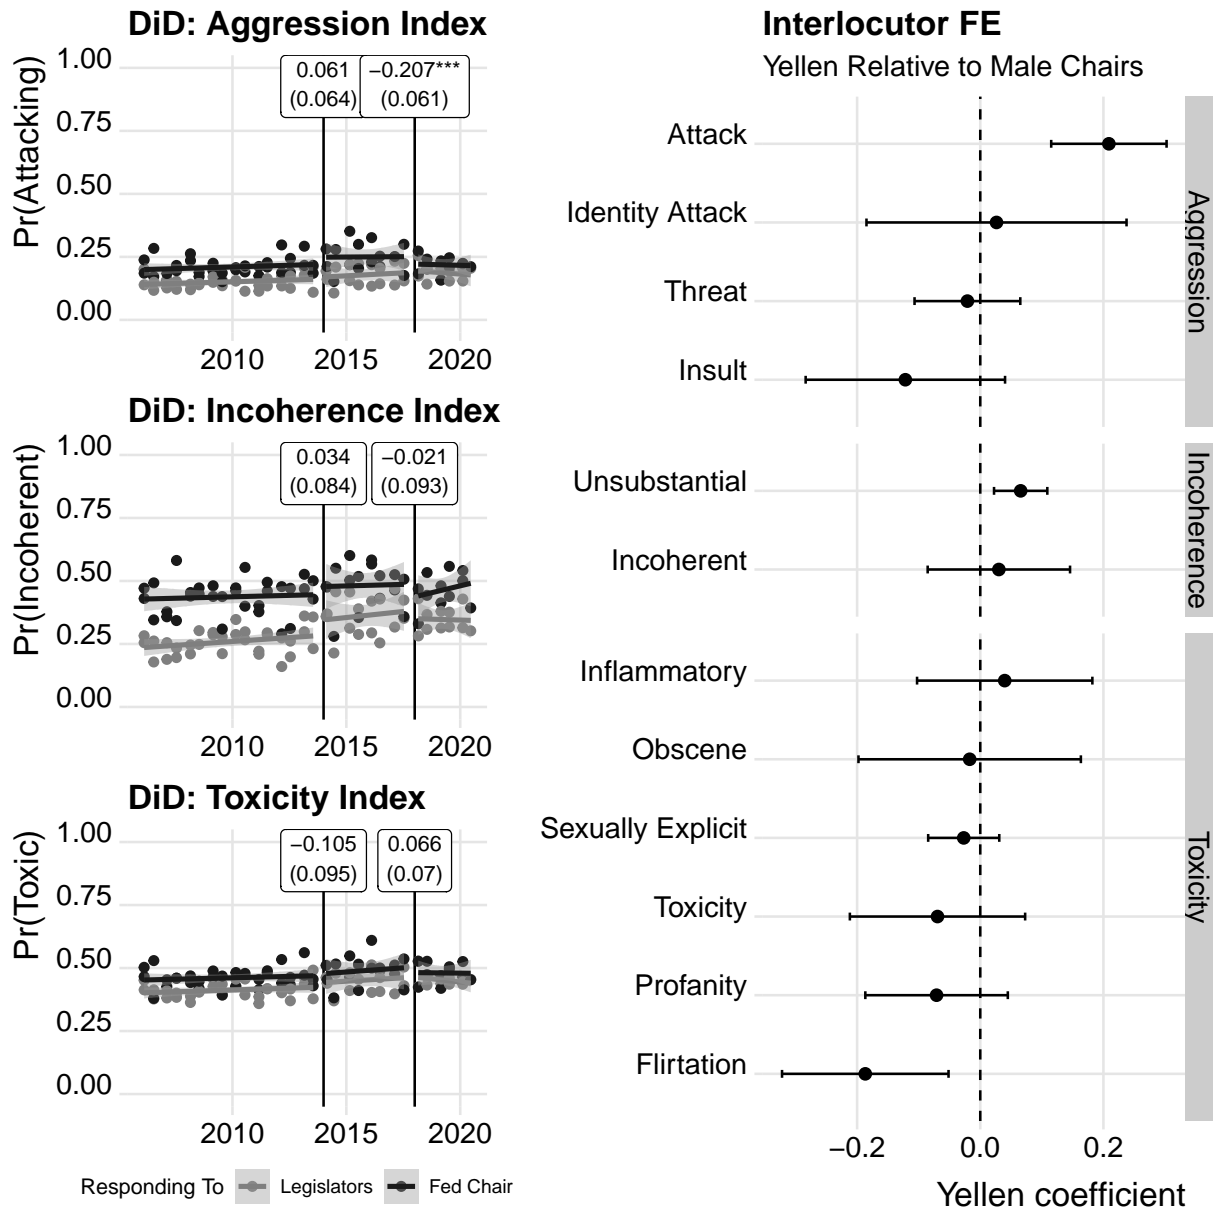 DiD: Aggression Index
Pr(Attacking)
1.00
0.75
0.50
0.25
0.00
0.061
(0.064)
−0.207***
(0.061)
2010
2015
2020
DiD: Incoherence Index
Pr(Incoherent)
1.00
0.75
0.50
0.25
0.00
0.034
(0.084)
−0.021
(0.093)
2010
2015
2020
DiD: Toxicity Index
Pr(Toxic)
1.00
0.75
0.50
0.25
0.00
−0.105
(0.095)
0.066
(0.07)
2010
2015
2020
Responding To Legislators Fed Chair
Interlocutor FE
Yellen Relative to Male Chairs
Attack
Identity Attack
Threat
Insult
Aggression
Unsubstantial
Incoherent
Incoherence
Inflammatory
Obscene
Sexually Explicit
Toxicity
Profanity
Flirtation
Toxicity
−0.2
0.0
0.2
Yellen coefficient